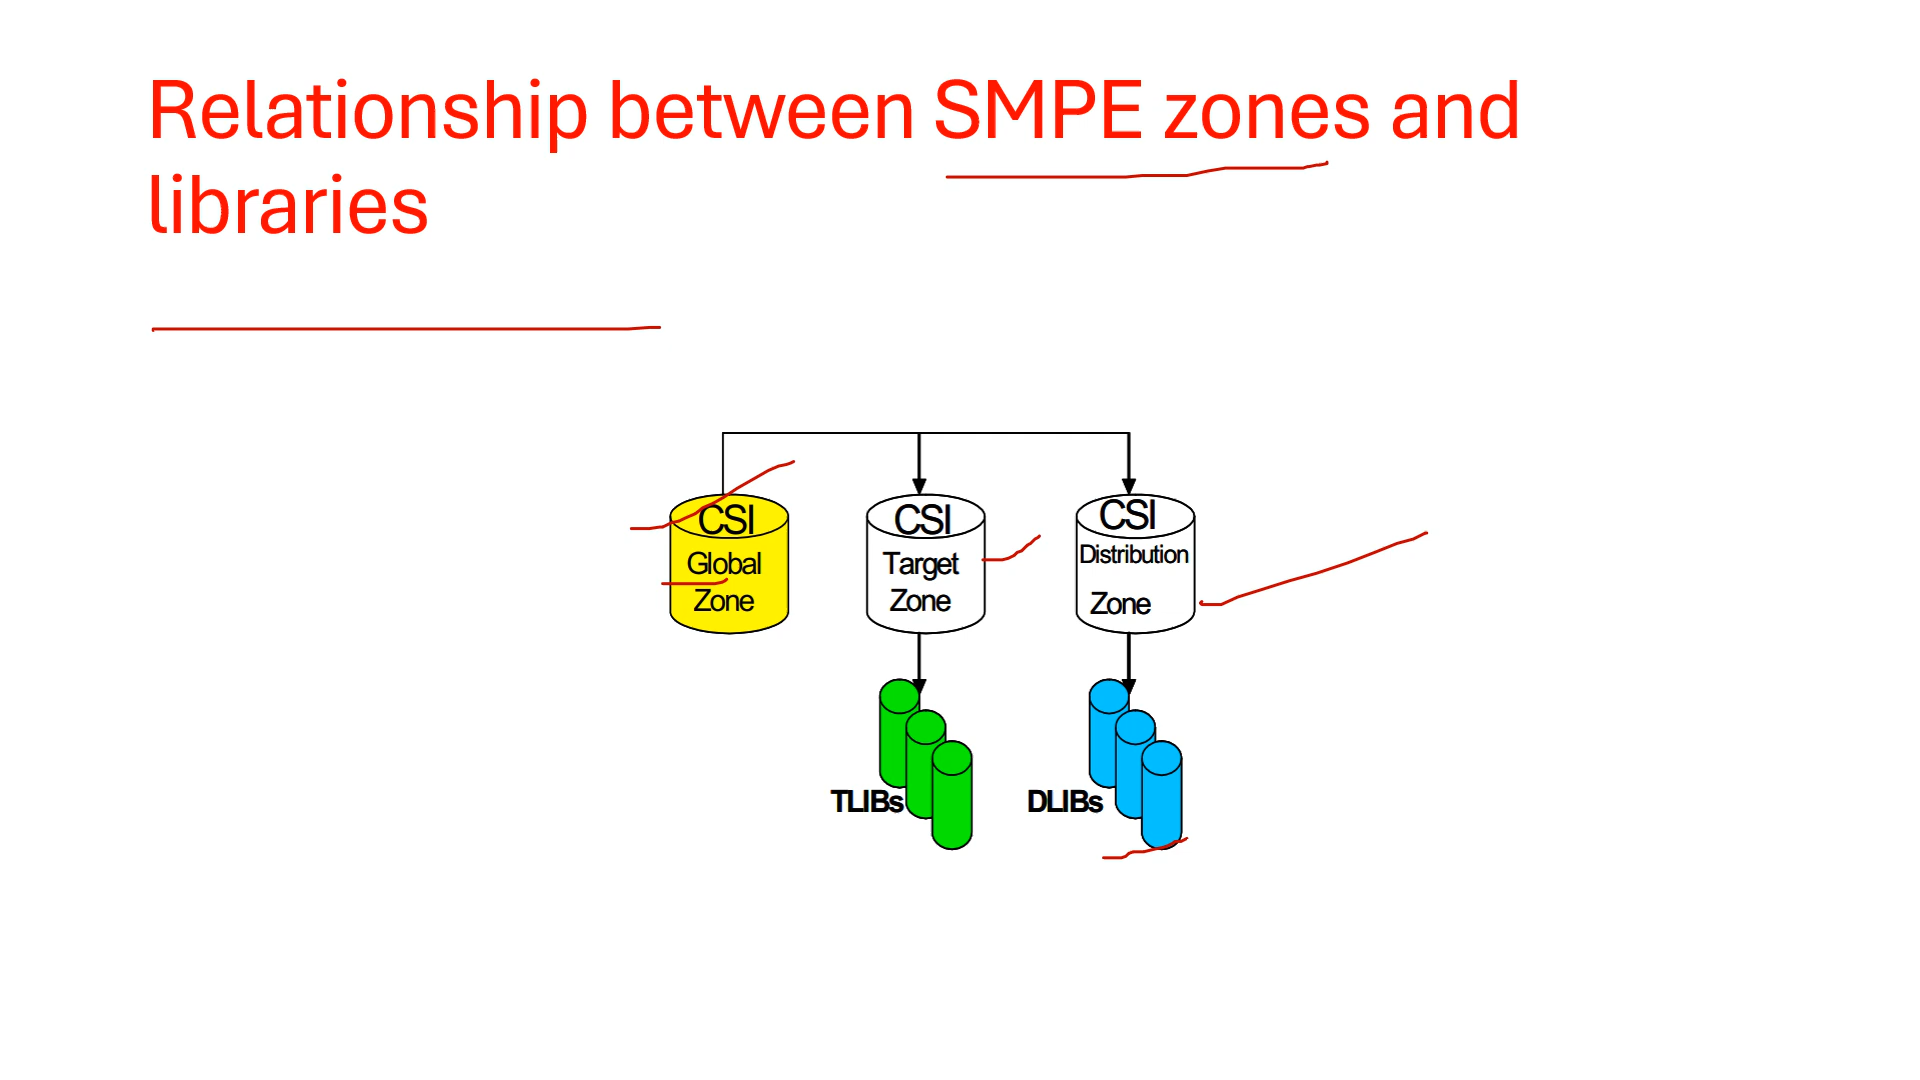 Relationship between SMPE zones and
libraries
CSI
Global
Zone
CSI
Target
Zone
CSI
Distribution
Zone
TLIBs
DLIBs